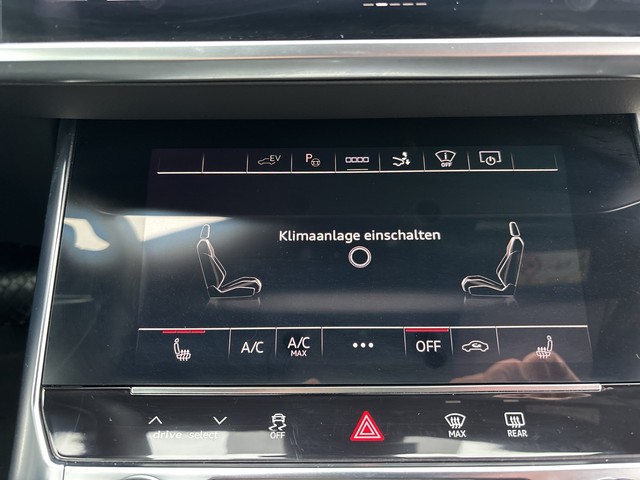 EV P OFF
Klimaanlage einschalten
A/C A/C MAX ••• OFF
drive select OFF MAX REAR